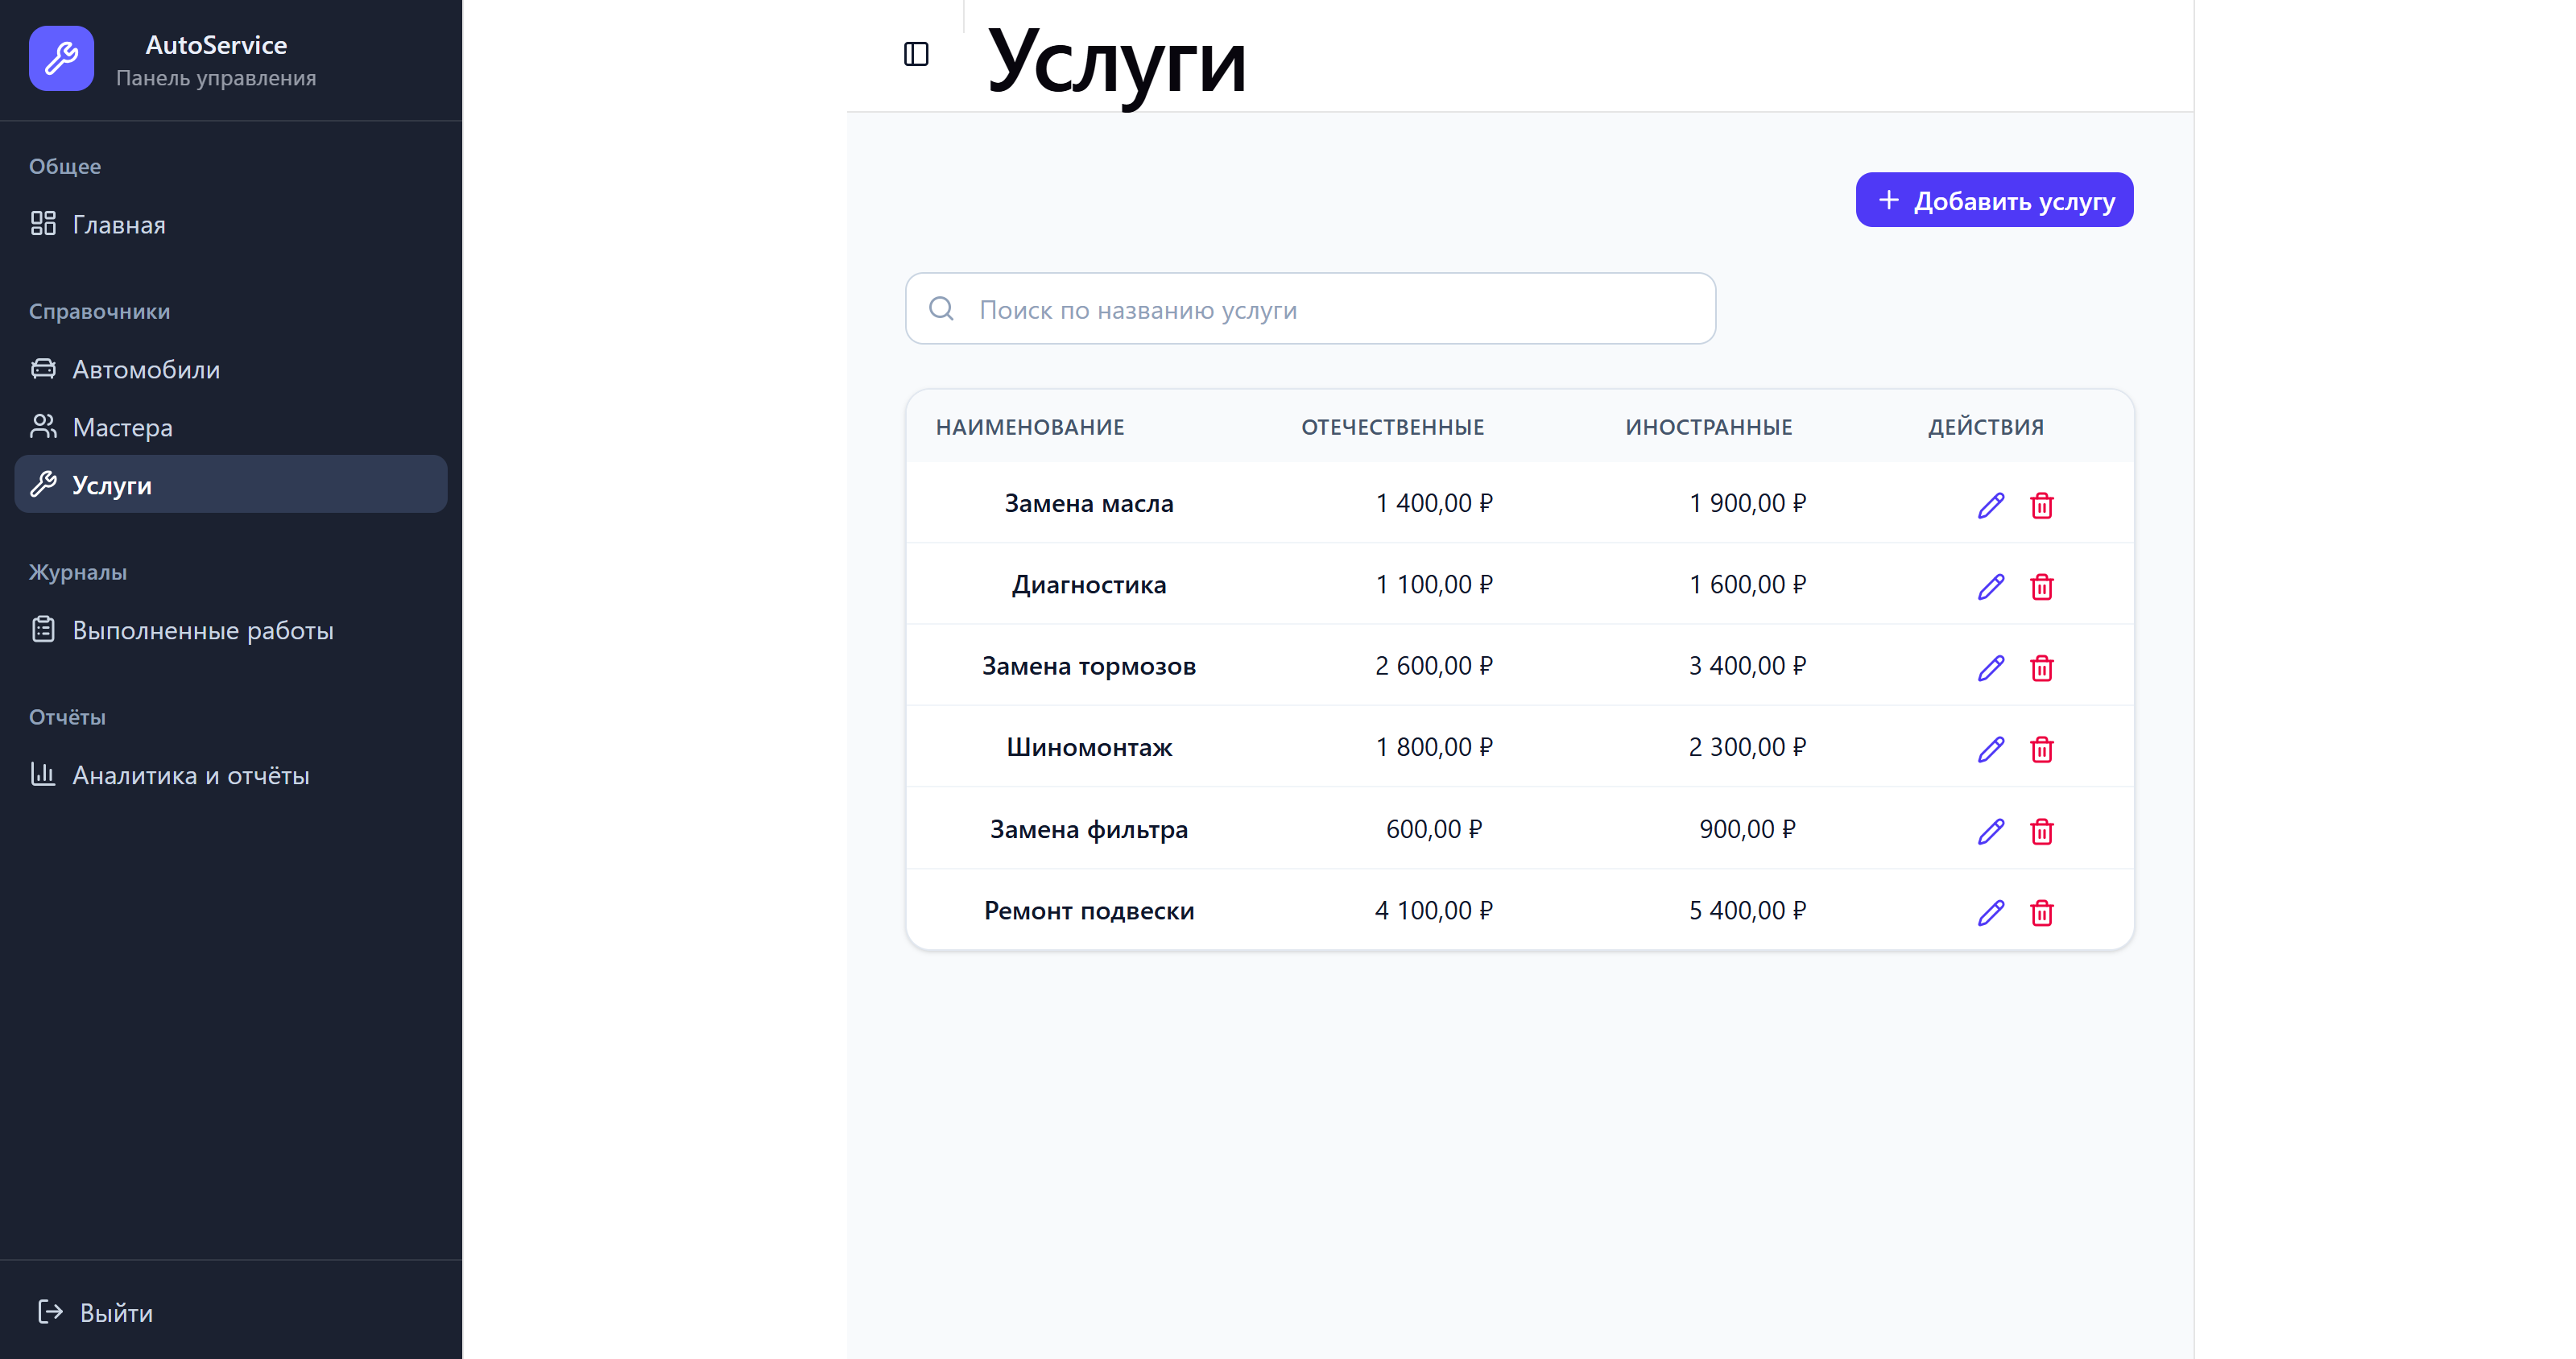 AutoService
Панель управления
Общее
Главная
Справочники
Автомобили
Мастера
Услуги
Журналы
Выполненные работы
Отчёты
Аналитика и отчёты
Выйти
Услуги
Добавить услугу
Поиск по названию услуги
НАИМЕНОВАНИЕ ОТЕЧЕСТВЕННЫЕ ИНОСТРАННЫЕ ДЕЙСТВИЯ
Замена масла 1 400,00 ₽ 1 900,00 ₽
Диагностика 1 100,00 ₽ 1 600,00 ₽
Замена тормозов 2 600,00 ₽ 3 400,00 ₽
Шиномонтаж 1 800,00 ₽ 2 300,00 ₽
Замена фильтра 600,00 ₽ 900,00 ₽
Ремонт подвески 4 100,00 ₽ 5 400,00 ₽